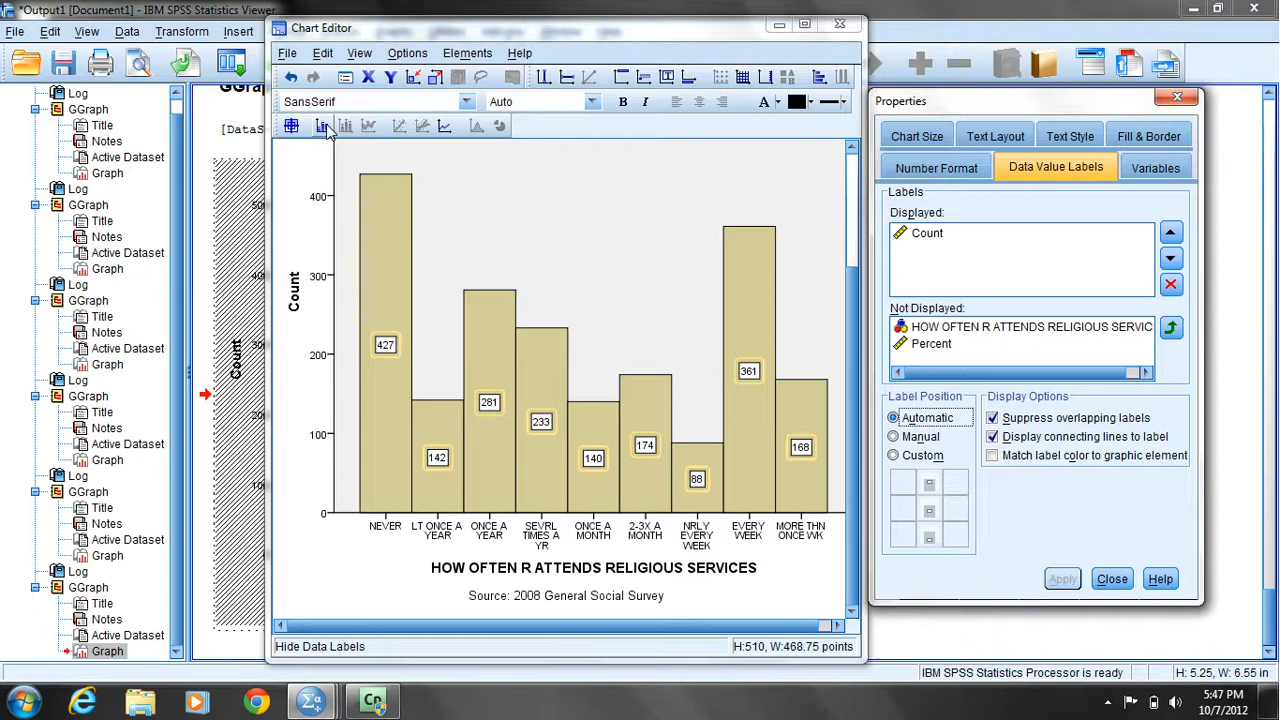 *Output1 [Document1] - IBM SPSS Statistics Viewer
File Edit View Data Transform Insert
Log
GGraph
Title
Notes
Active Dataset
Graph
Log
GGraph
Title
Notes
Active Dataset
Graph
Log
GGraph
Title
Notes
Active Dataset
Graph
Log
GGraph
Title
Notes
Active Dataset
Graph
Log
GGraph
Title
Notes
Active Dataset
Graph
Log
GGraph
Title
Notes
Active Dataset
Graph
[DataS
Count
Chart Editor
File Edit View Options Elements Help
X Y
SansSerif Auto B I A
400
300
200
100
0
Count
427
142
281
233
140
174
88
361
168
NEVER
LT ONCE A
YEAR
ONCE A
YEAR
SEVRL
TIMES A
YR
ONCE A
MONTH
2-3X A
MONTH
NRLY
EVERY
WEEK
EVERY
WEEK
MORE THN
ONCE WK
HOW OFTEN R ATTENDS RELIGIOUS SERVICES
Source: 2008 General Social Survey
Hide Data Labels
H:510, W:468.75 points
Properties
Chart Size Text Layout Text Style Fill & Border
Number Format Data Value Labels Variables
Labels
Displayed:
Count
Not Displayed:
HOW OFTEN R ATTENDS RELIGIOUS SERVIC
Percent
Label Position
Automatic
Manual
Custom
Display Options
Suppress overlapping labels
Display connecting lines to label
Match label color to graphic element
Apply Close Help
IBM SPSS Statistics Processor is ready
H: 5.25, W: 6.55 in
5:47 PM
10/7/2012